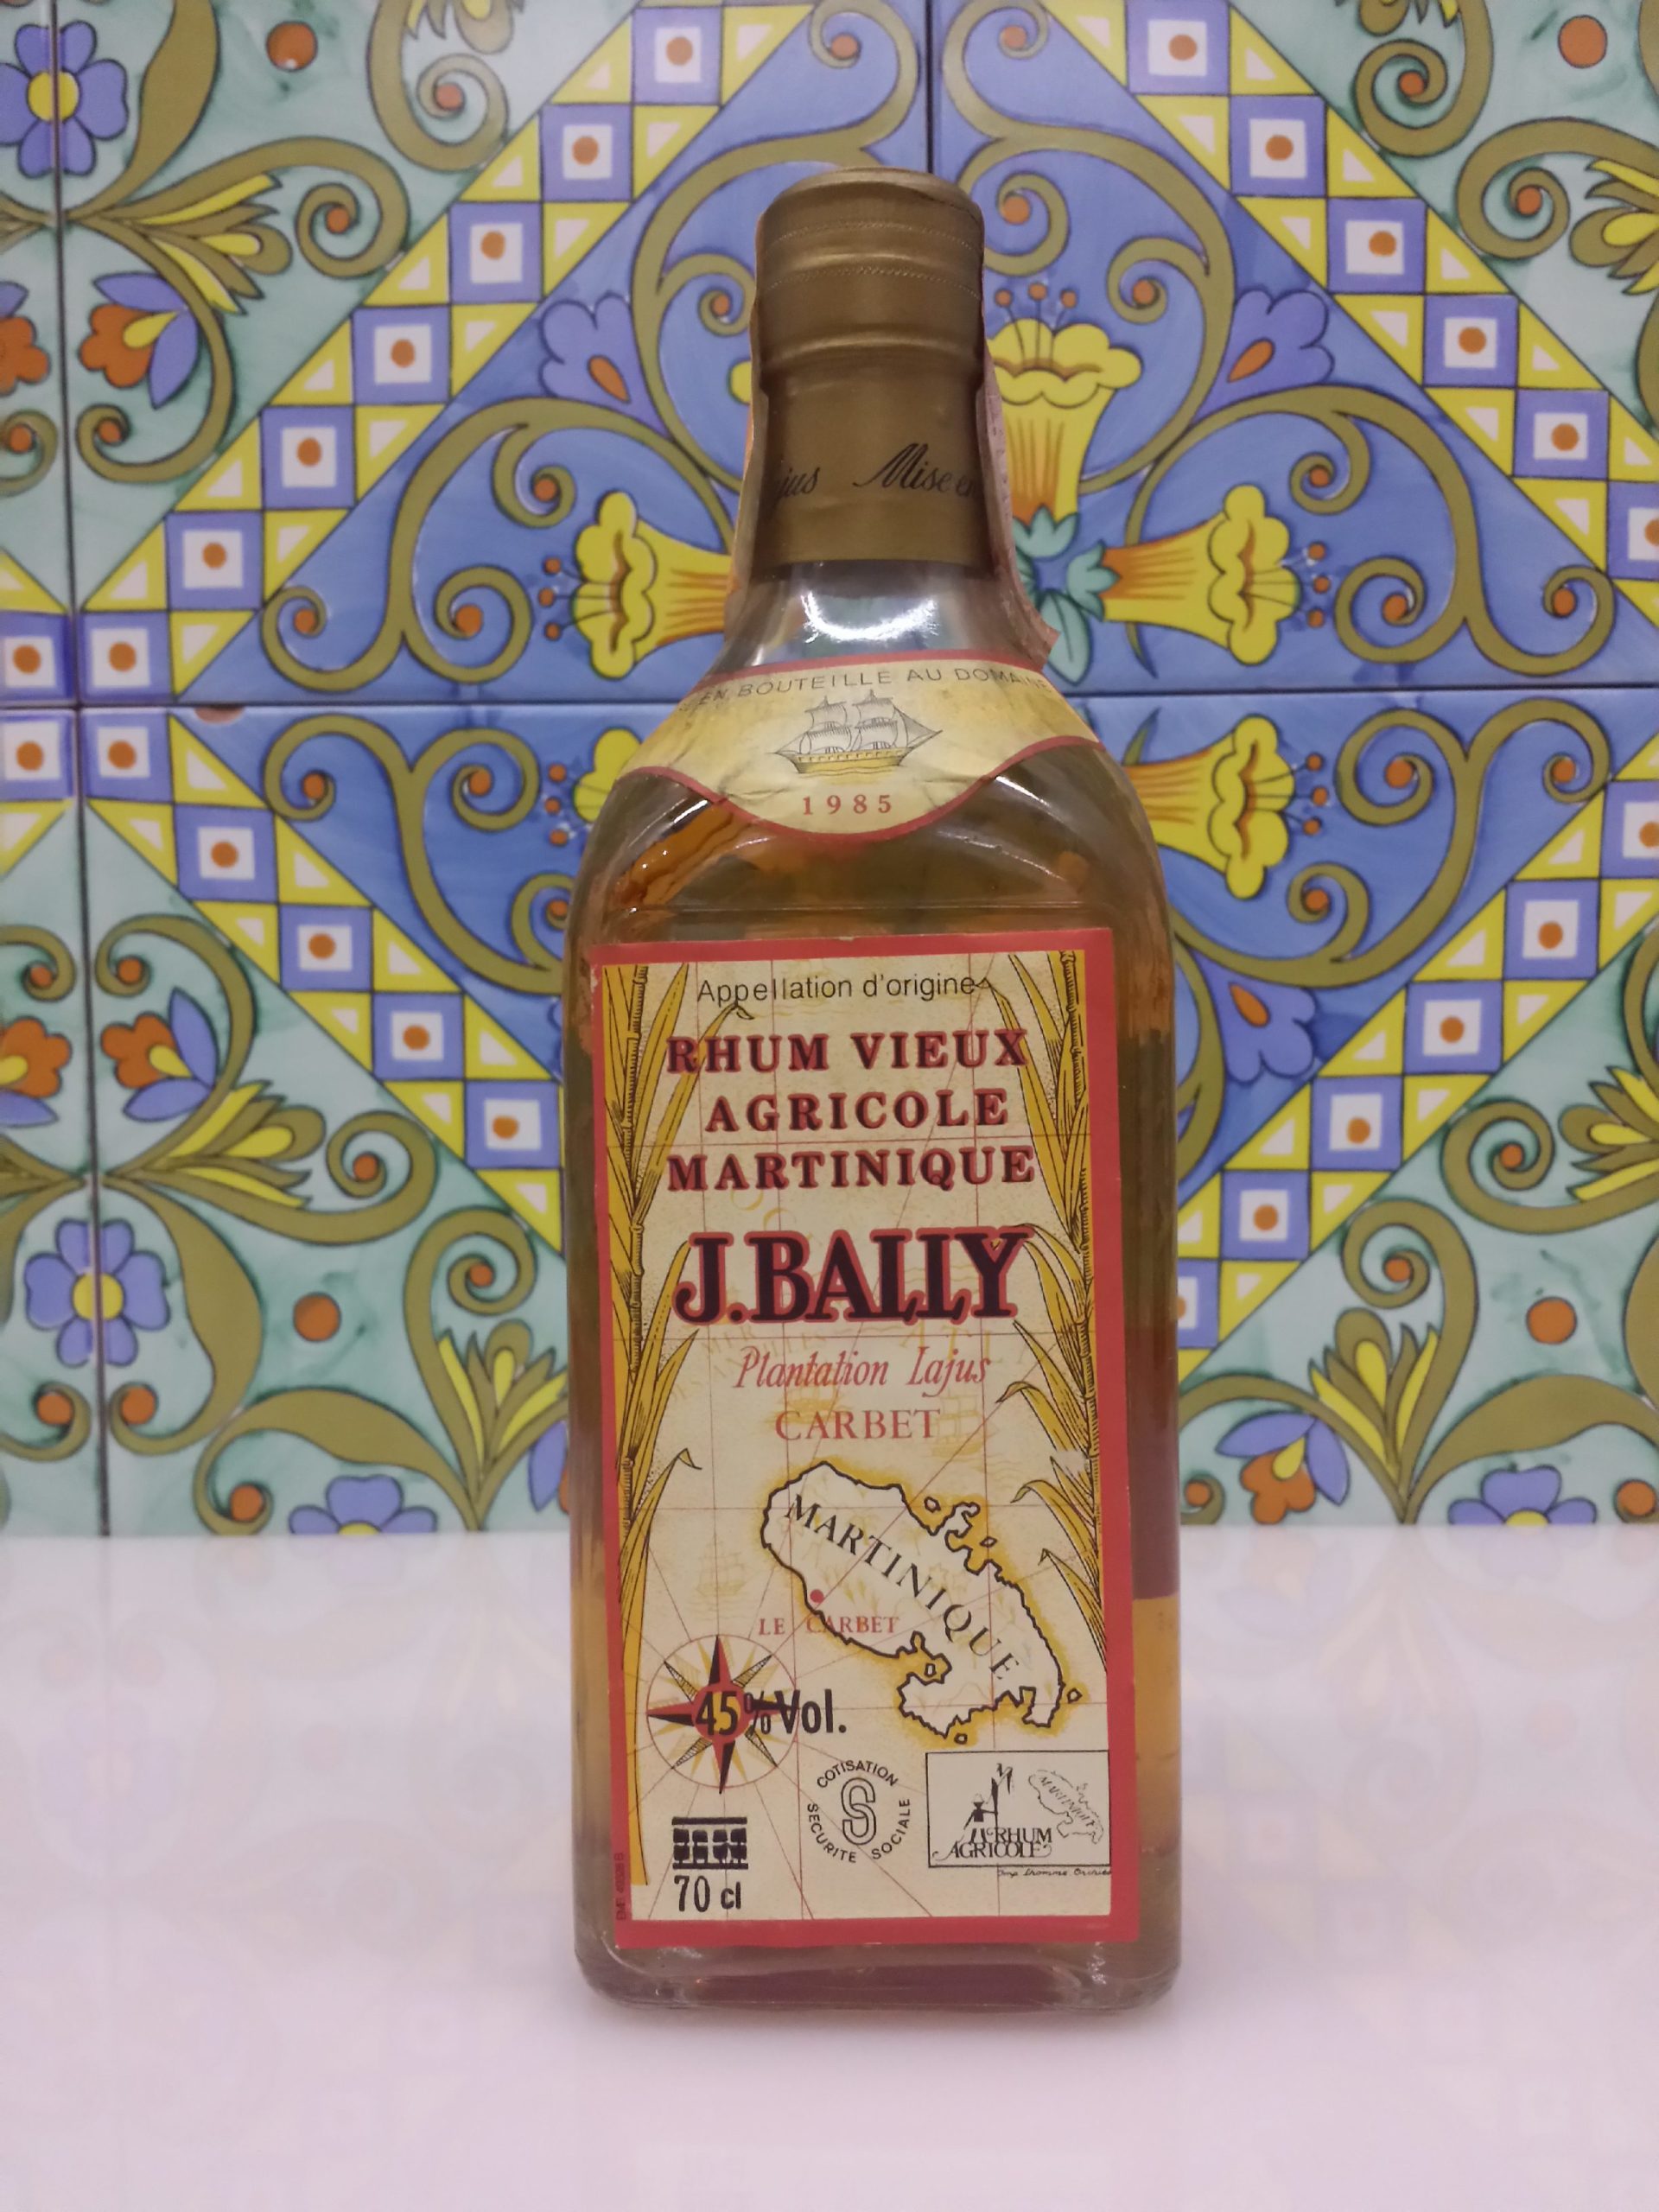 Mise
EN BOUTEILLE AU DOMAINE
1985
Appellation d'origine
RHUM VIEUX
AGRICOLE
MARTINIQUE
J.BALLY
Plantation Lajus
CARBET
MARTINIQUE
LE CARBET
45% Vol.
COTISATION
SECURITE SOCIALE
MARTINIQUE
RHUM
AGRICOLE
70 cl